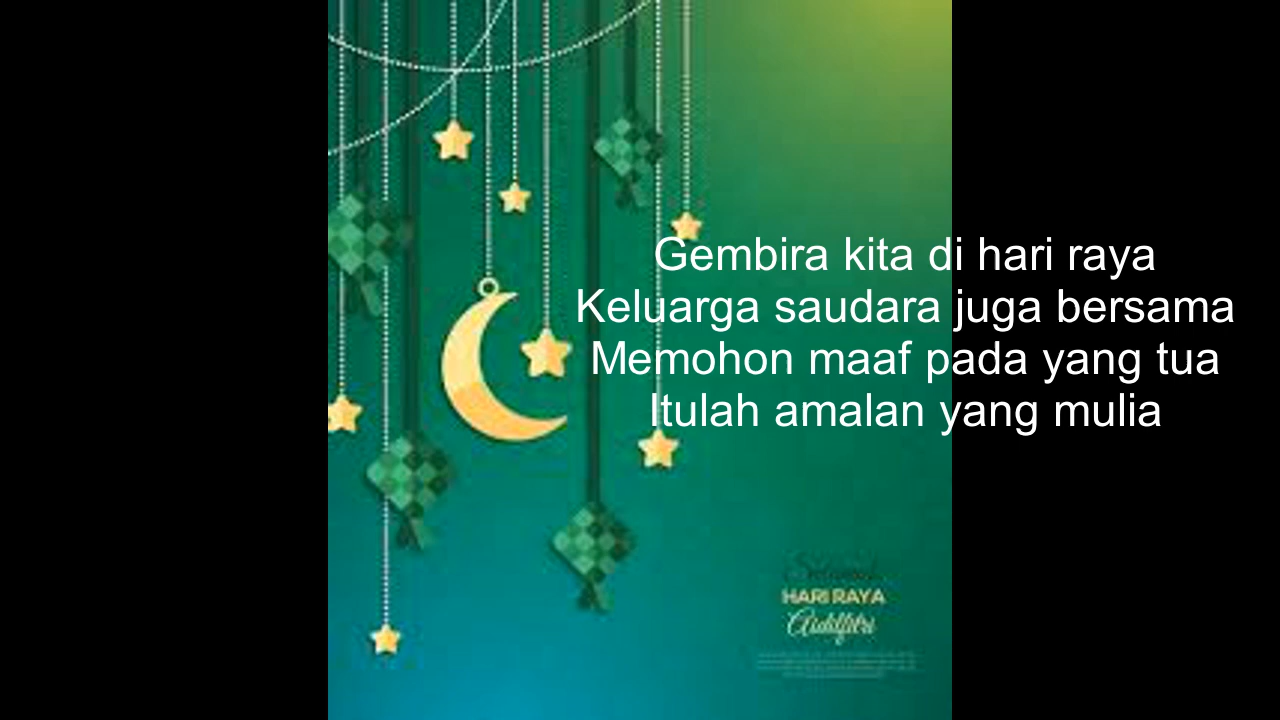 Gembira kita di hari raya
Keluarga saudara juga bersama
Memohon maaf pada yang tua
Itulah amalan yang mulia
HARI RAYA
Aidilfitri